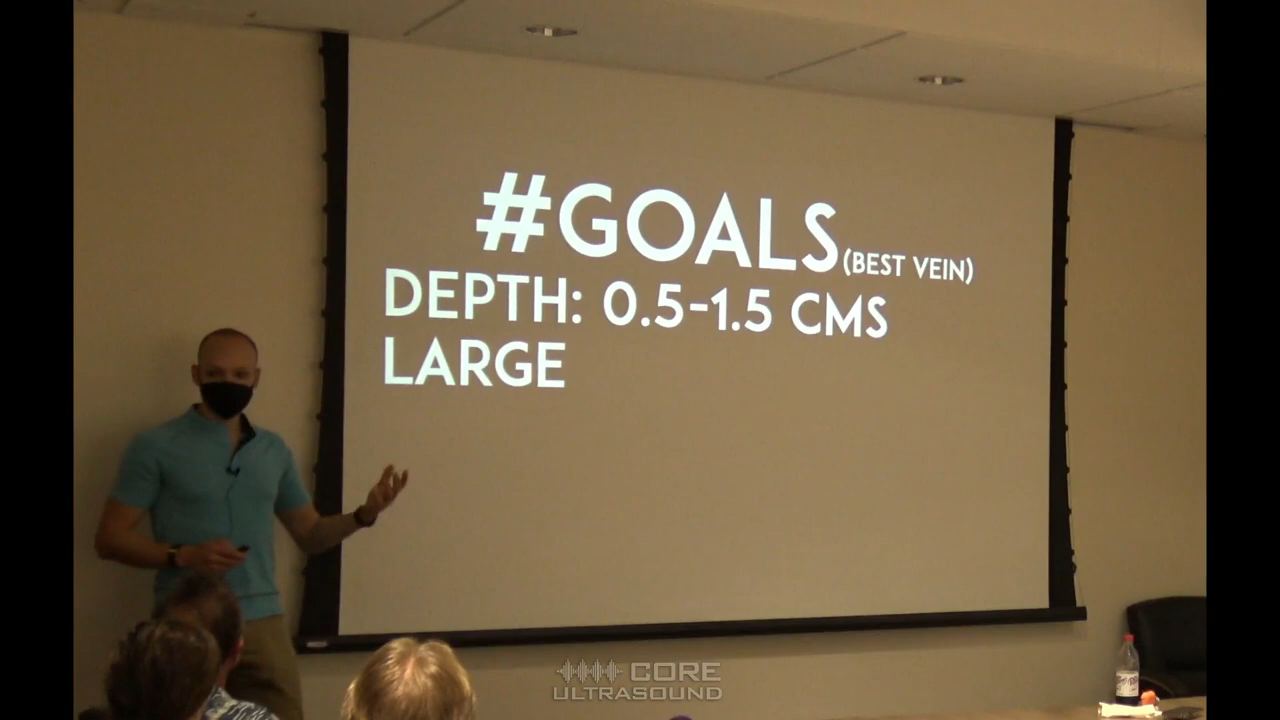 #GOALS (BEST VEIN)
DEPTH: 0.5-1.5 CMS
LARGE
CORE
ULTRASOUND